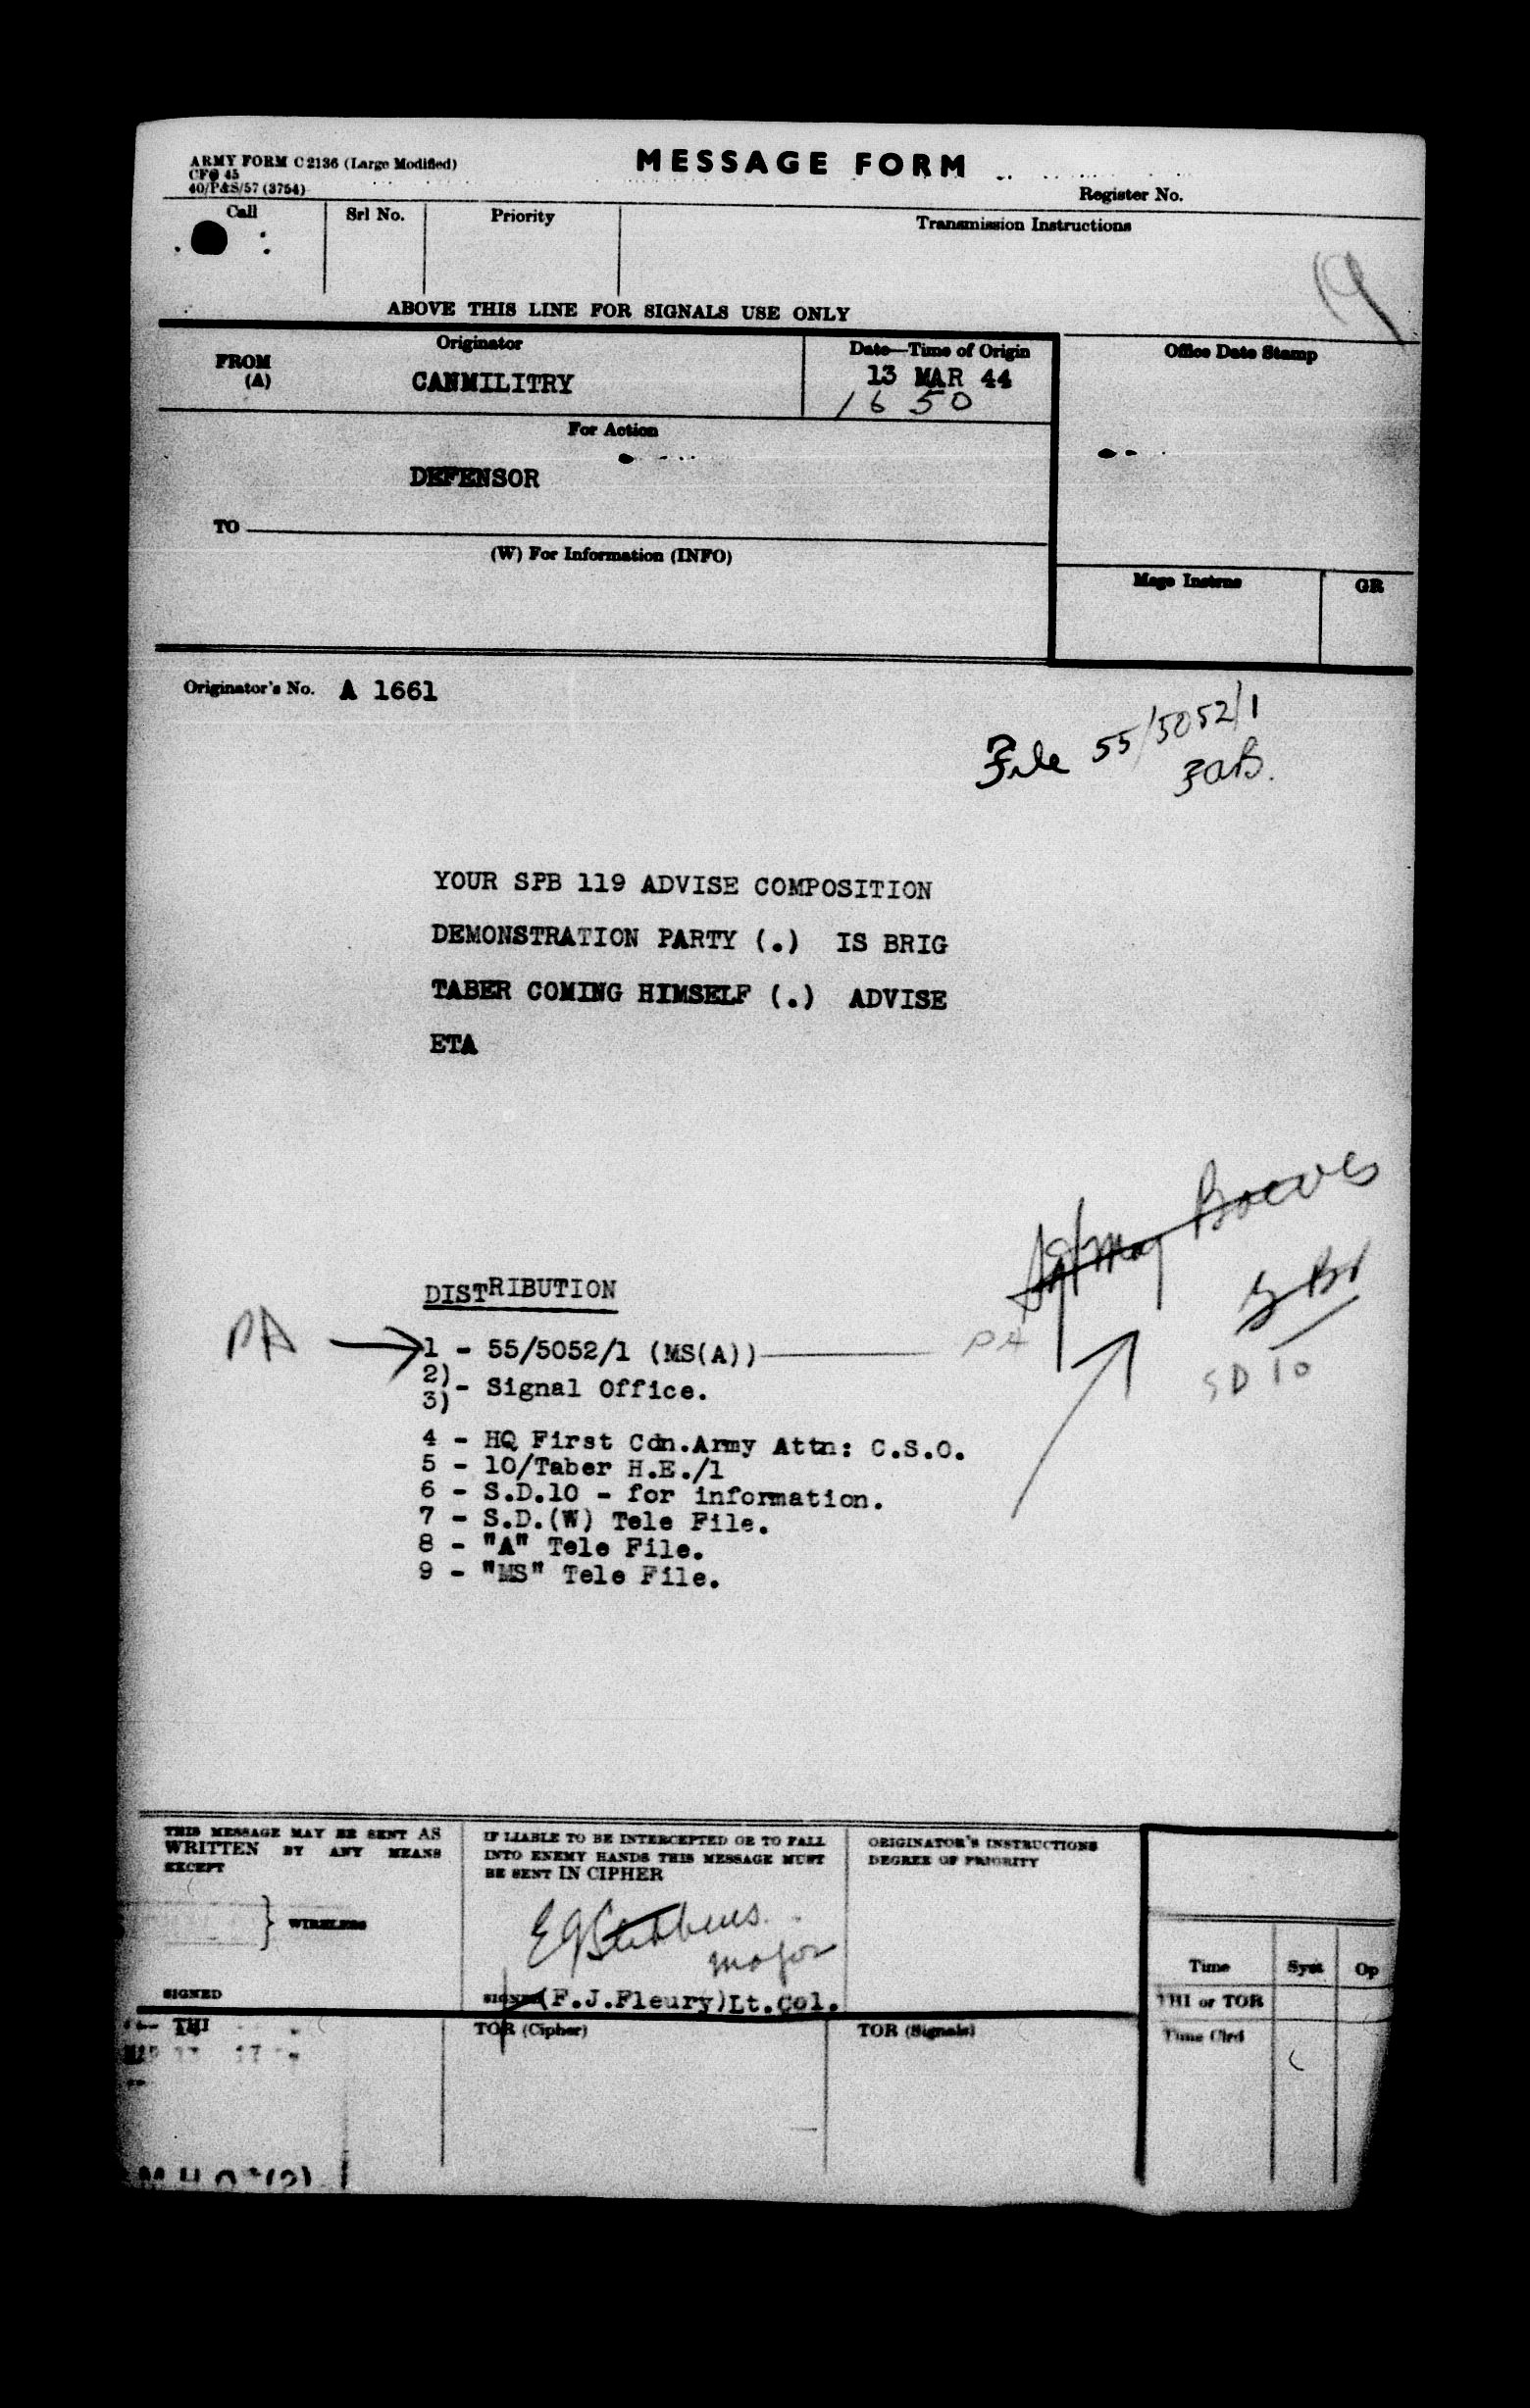 ARMY FORM C2136 (Large Modified)
MESSAGE FORM
40/P&S/57 (3754)
Register No.
Call
Srl No.
Priority
Transmission Instructions
19
ABOVE THIS LINE FOR SIGNALS USE ONLY
FROM
(A)
Originator
CANMILITRY
Date—Time of Origin
13 MAR 44
1650
Office Date Stamp
For Action
DEFENSOR
TO
(W) For Information (INFO)
Msge Instrns
GR
Originator's No. A 1661
File 55/5052/1
YOUR SPB 119 ADVISE COMPOSITION
DEMONSTRATION PARTY (.) IS BRIG
TABER COMING HIMSELF (.) ADVISE
ETA
DISTRIBUTION
PA
1 - 55/5052/1 (MS(A))
PA
SD 10
2)
3) - Signal Office.
4 - HQ First Cdn.Army Attn: C.S.O.
5 - 10/Taber H.E./1
6 - S.D.10 - for information.
7 - S.D.(W) Tele File.
8 - "A" Tele File.
9 - "MS" Tele File.
THIS MESSAGE MAY BE SENT AS
WRITTEN BY ANY MEANS
EXCEPT
WIRELESS
SIGNED
IF LIABLE TO BE INTERCEPTED OR TO FALL
INTO ENEMY HANDS THIS MESSAGE MUST
BE SENT IN CIPHER
EGStebbens
Major
SIGNED (F.J.Fleury)Lt.Col.
ORIGINATOR'S INSTRUCTIONS
DEGREE OF PRIORITY
Time
Syst
Op
THI or TOR
Time Clrd
THI
TOR (Cipher)
TOR (Signals)